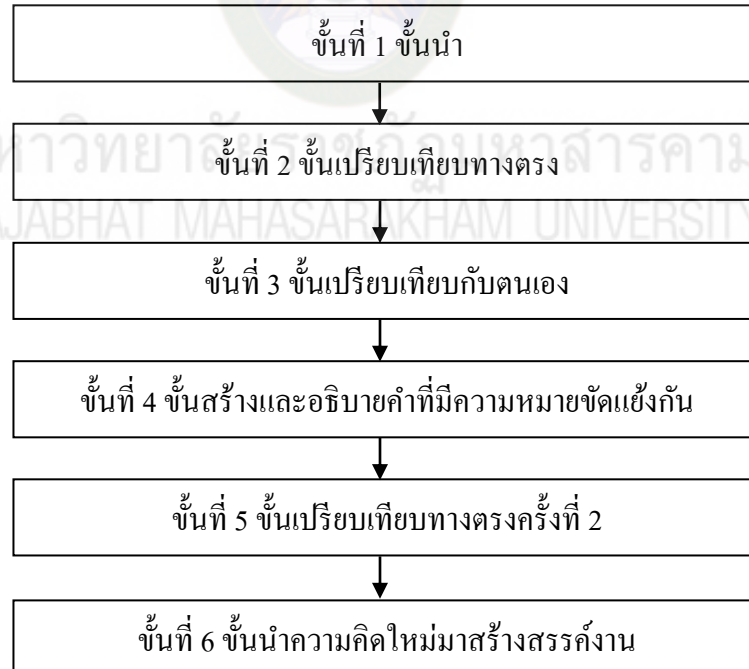 ขั้นที่ 1 ขั้นนำ
ขั้นที่ 2 ขั้นเปรียบเทียบทางตรง
ขั้นที่ 3 ขั้นเปรียบเทียบกับตนเอง
ขั้นที่ 4 ขั้นสร้างและอธิบายคำที่มีความหมายขัดแย้งกัน
ขั้นที่ 5 ขั้นเปรียบเทียบทางตรงครั้งที่ 2
ขั้นที่ 6 ขั้นนำความคิดใหม่มาสร้างสรรค์งาน
MAHASARAKHAM UNIVERSITY